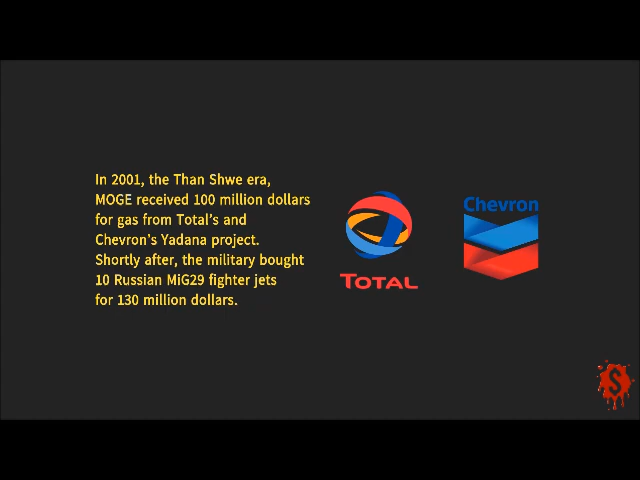 In 2001, the Than Shwe era,
MOGE received 100 million dollars
for gas from Total's and
Chevron's Yadana project.
Shortly after, the military bought
10 Russian MiG29 fighter jets
for 130 million dollars.
TOTAL
Chevron
S